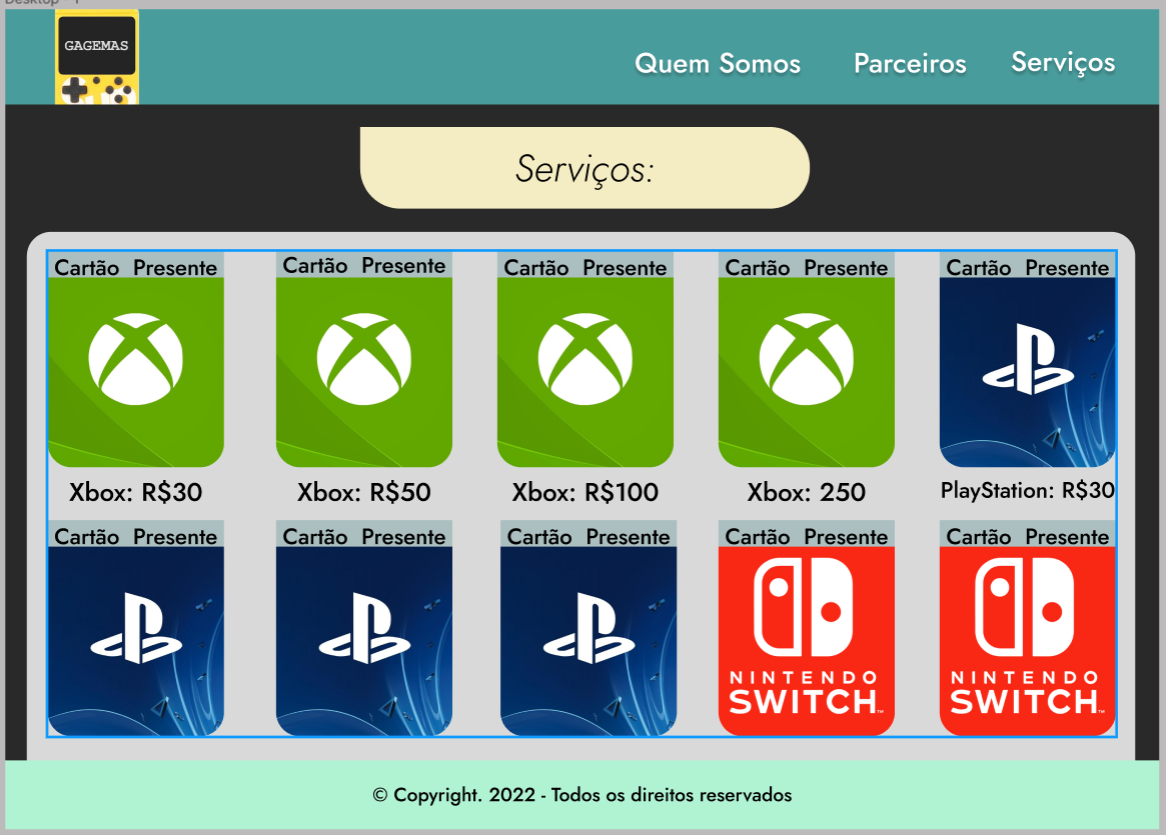 Desktop - 1
GAGEMAS
Quem Somos Parceiros Serviços
Serviços:
Cartão Presente Cartão Presente Cartão Presente Cartão Presente Cartão Presente
Xbox: R$30 Xbox: R$50 Xbox: R$100 Xbox: 250 PlayStation: R$30
Cartão Presente Cartão Presente Cartão Presente Cartão Presente Cartão Presente
NINTENDO NINTENDO
SWITCH™ SWITCH™
© Copyright. 2022 - Todos os direitos reservados